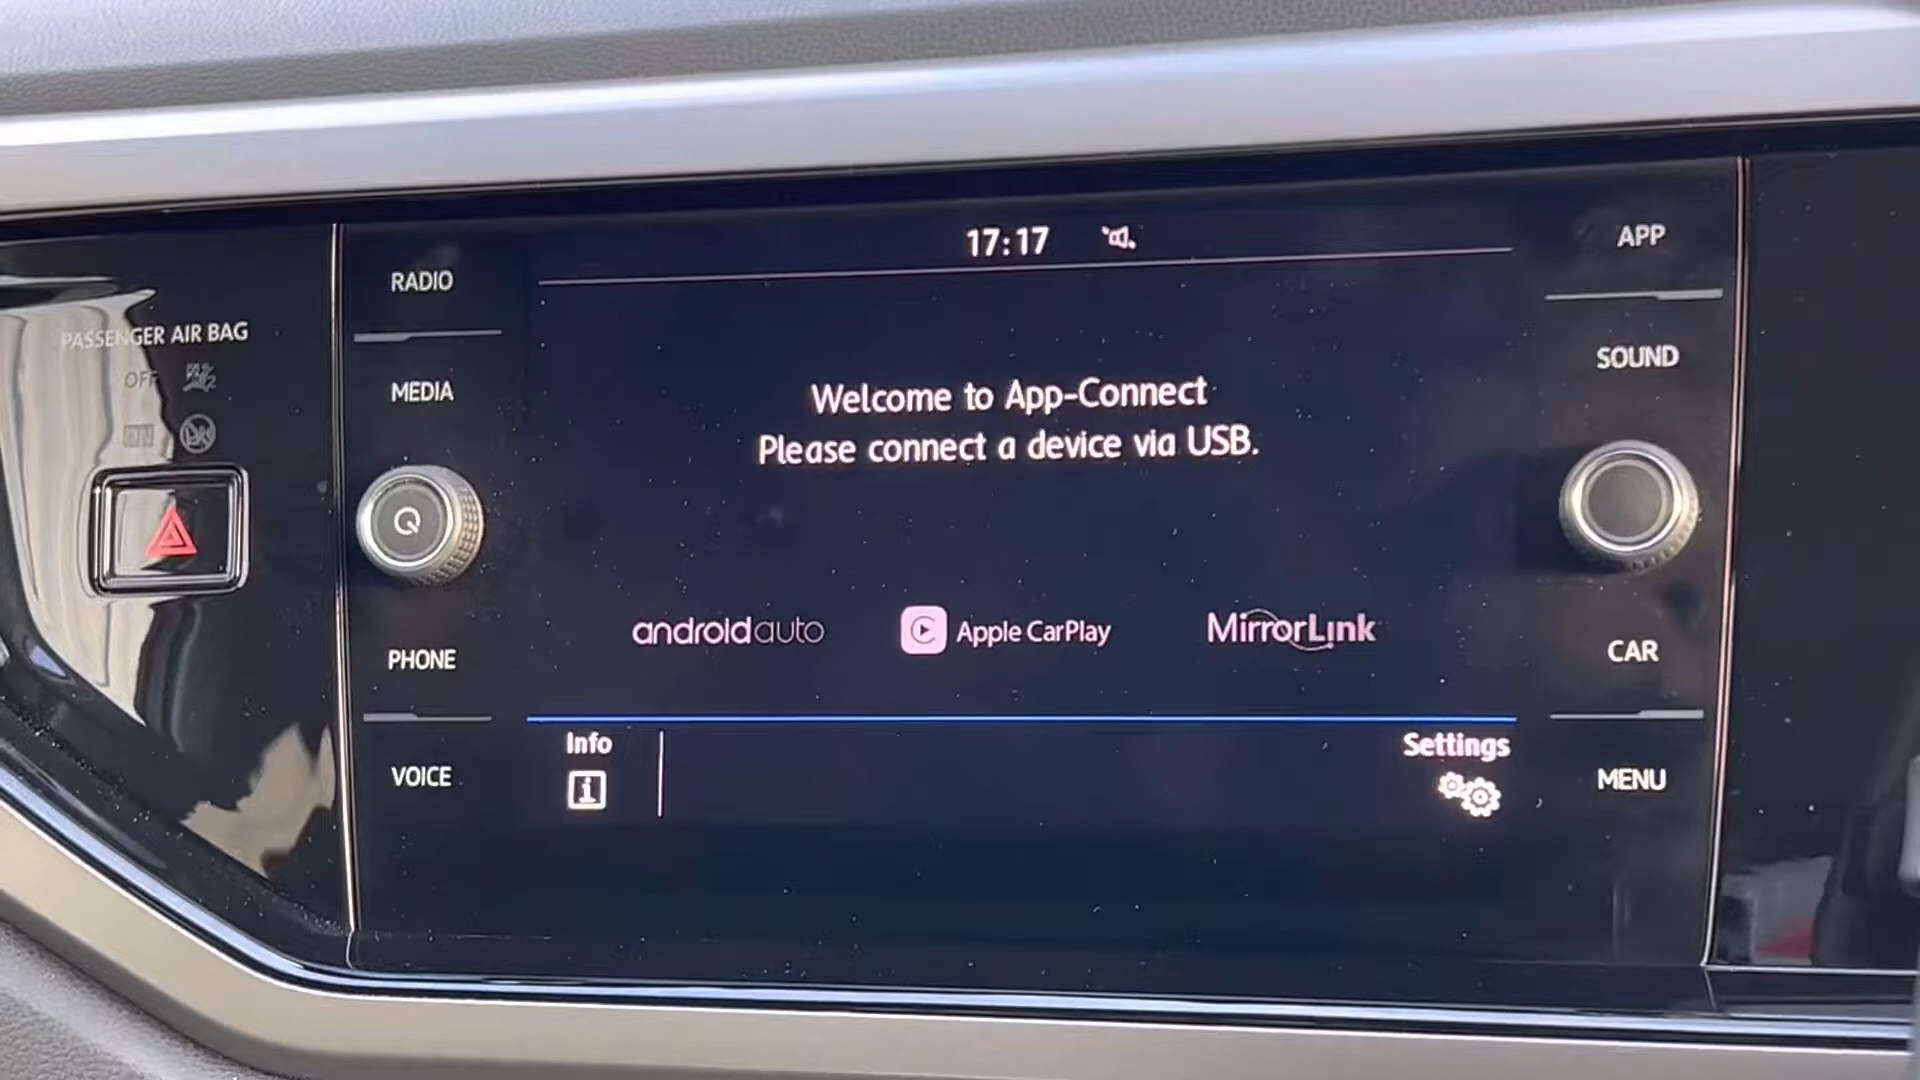 17:17
RADIO
MEDIA
PHONE
VOICE
PASSENGER AIR BAG
OFF
ON
Welcome to App-Connect
Please connect a device via USB.
androidauto
Apple CarPlay
MirrorLink
Info
Settings
APP
SOUND
CAR
MENU